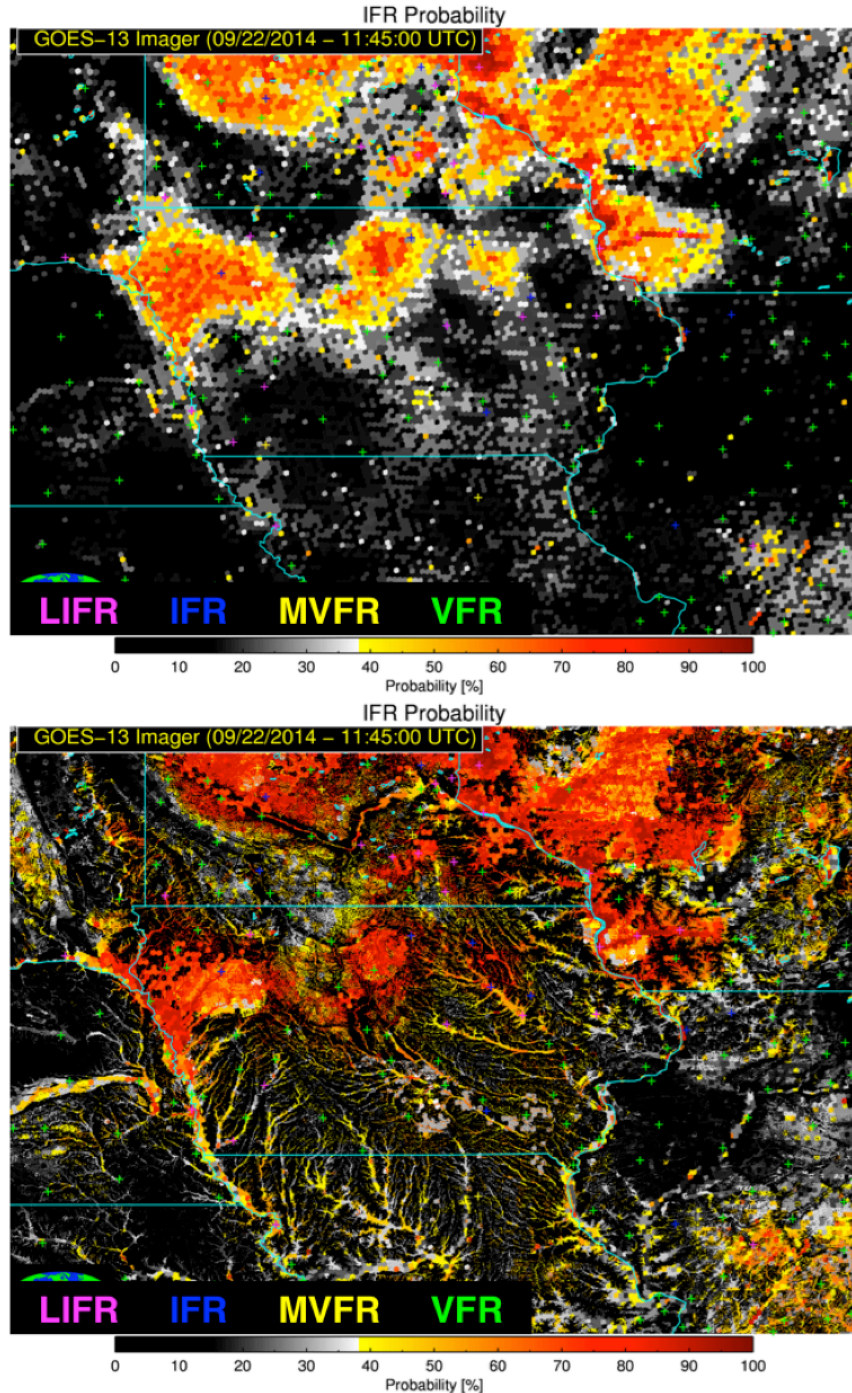 IFR Probability
GOES-13 Imager (09/22/2014 - 11:45:00 UTC)
LIFR IFR MVFR VFR
0 10 20 30 40 50 60 70 80 90 100
Probability [%]
IFR Probability
GOES-13 Imager (09/22/2014 - 11:45:00 UTC)
LIFR IFR MVFR VFR
0 10 20 30 40 50 60 70 80 90 100
Probability [%]